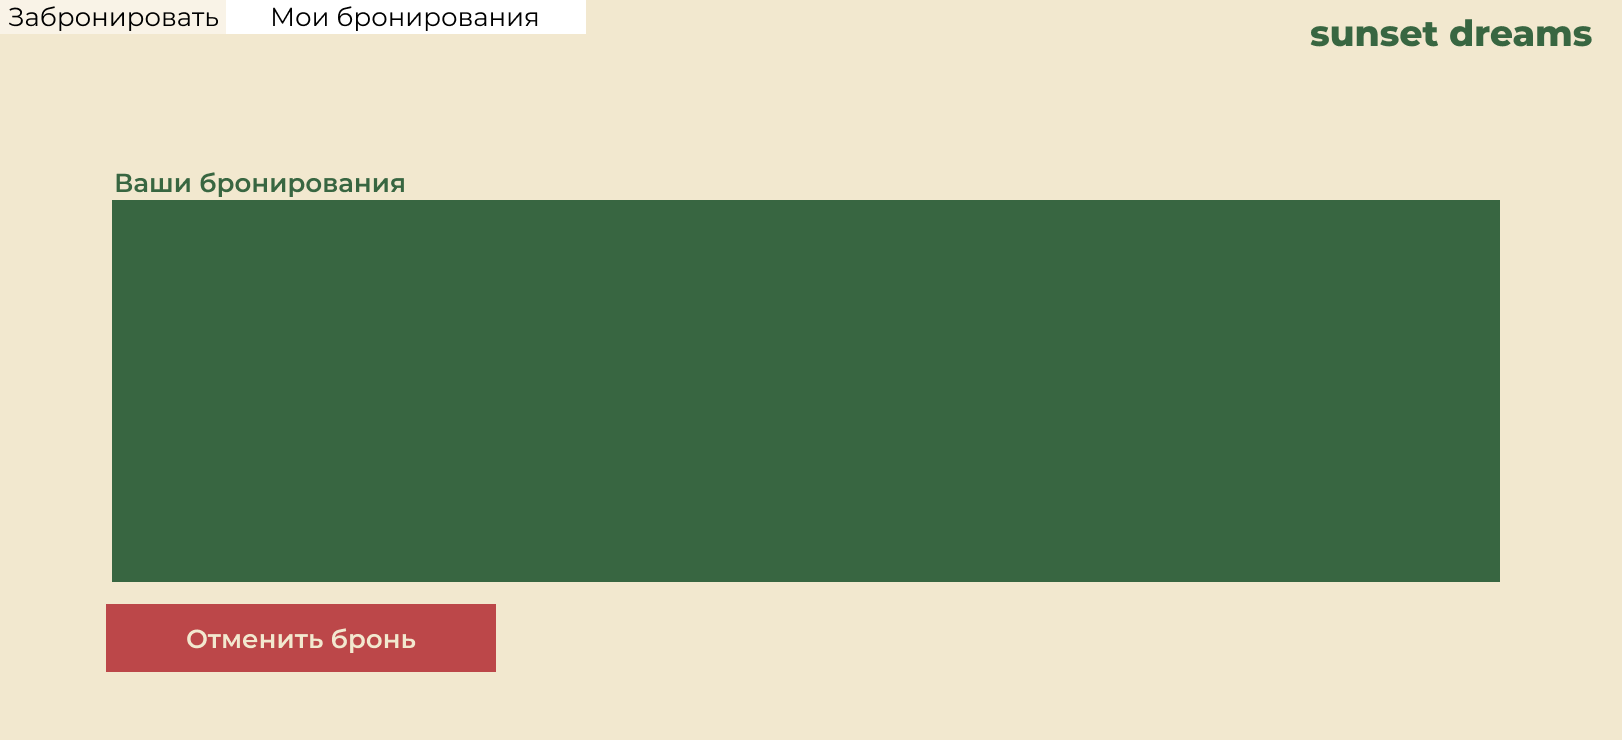 Забронировать
Мои бронирования
sunset dreams
Ваши бронирования
Отменить бронь